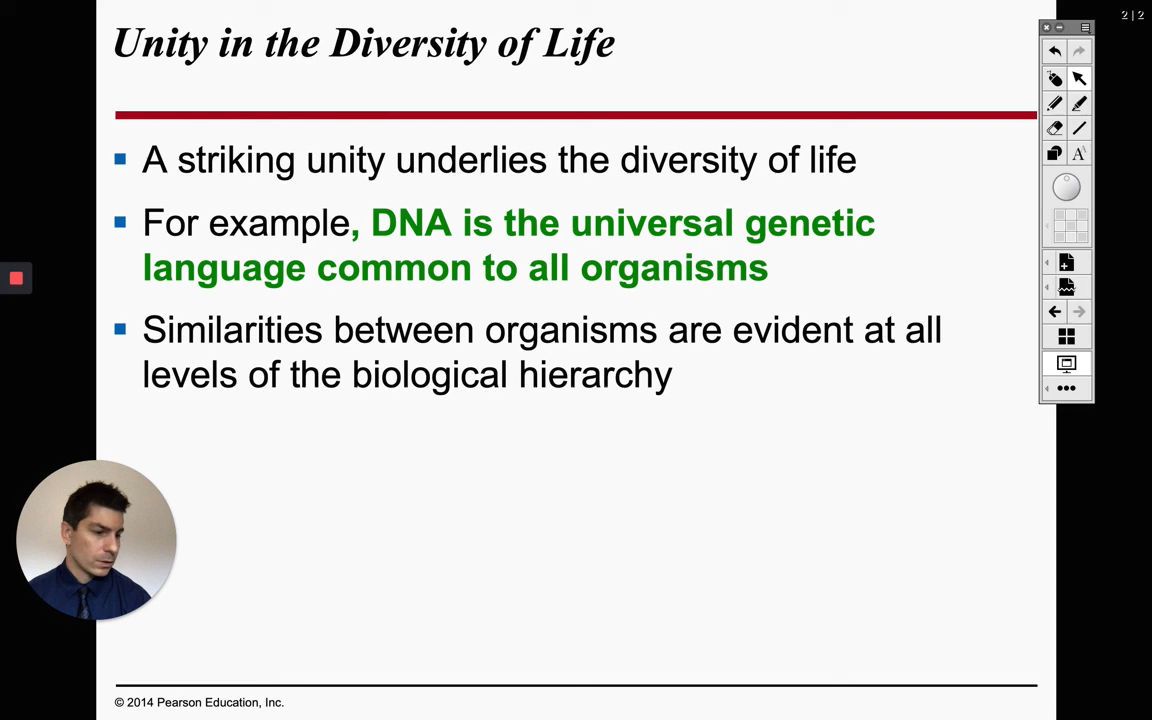 2 | 2
Unity in the Diversity of Life
A striking unity underlies the diversity of life
For example, DNA is the universal genetic
language common to all organisms
Similarities between organisms are evident at all
levels of the biological hierarchy
© 2014 Pearson Education, Inc.